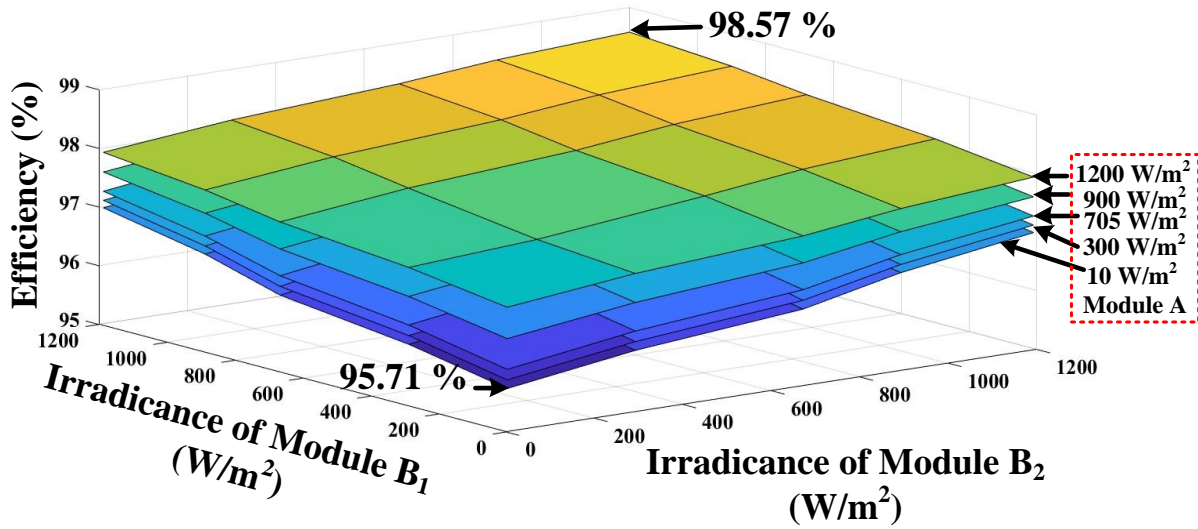 98.57 %
Efficiency (%)
99
98
97
96
95
1200
1000
800
600
400
200
0
Irradicance of Module B₁
(W/m²)
95.71 %
0
200
400
600
800
1000
1200
Irradicance of Module B₂
(W/m²)
1200 W/m²
900 W/m²
705 W/m²
300 W/m²
10 W/m²
Module A